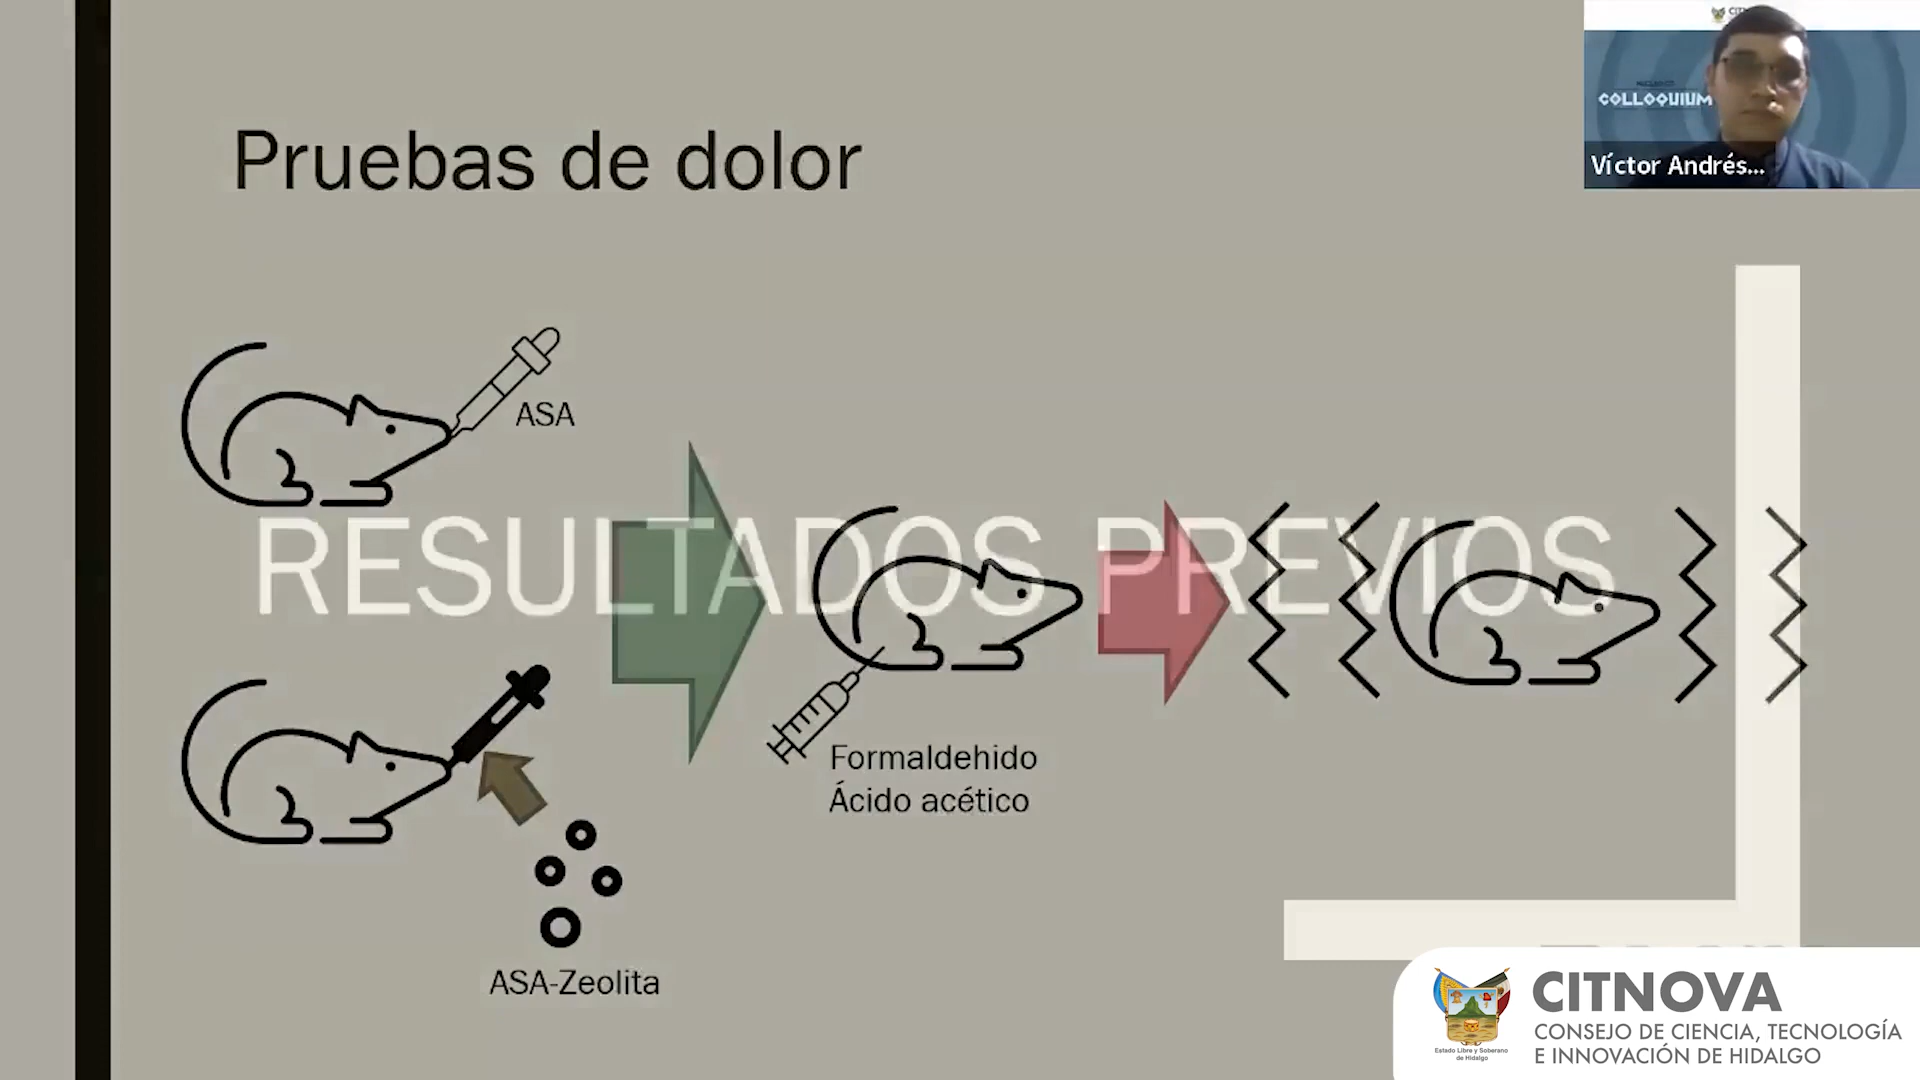 Pruebas de dolor
COLLOQUIUM
Víctor Andrés...
ASA
RESULTADOS PREVIOS
Formaldehido
Ácido acético
ASA-Zeolita
CITNOVA
CONSEJO DE CIENCIA, TECNOLOGÍA
E INNOVACIÓN DE HIDALGO
Estado Libre y Soberano
de Hidalgo